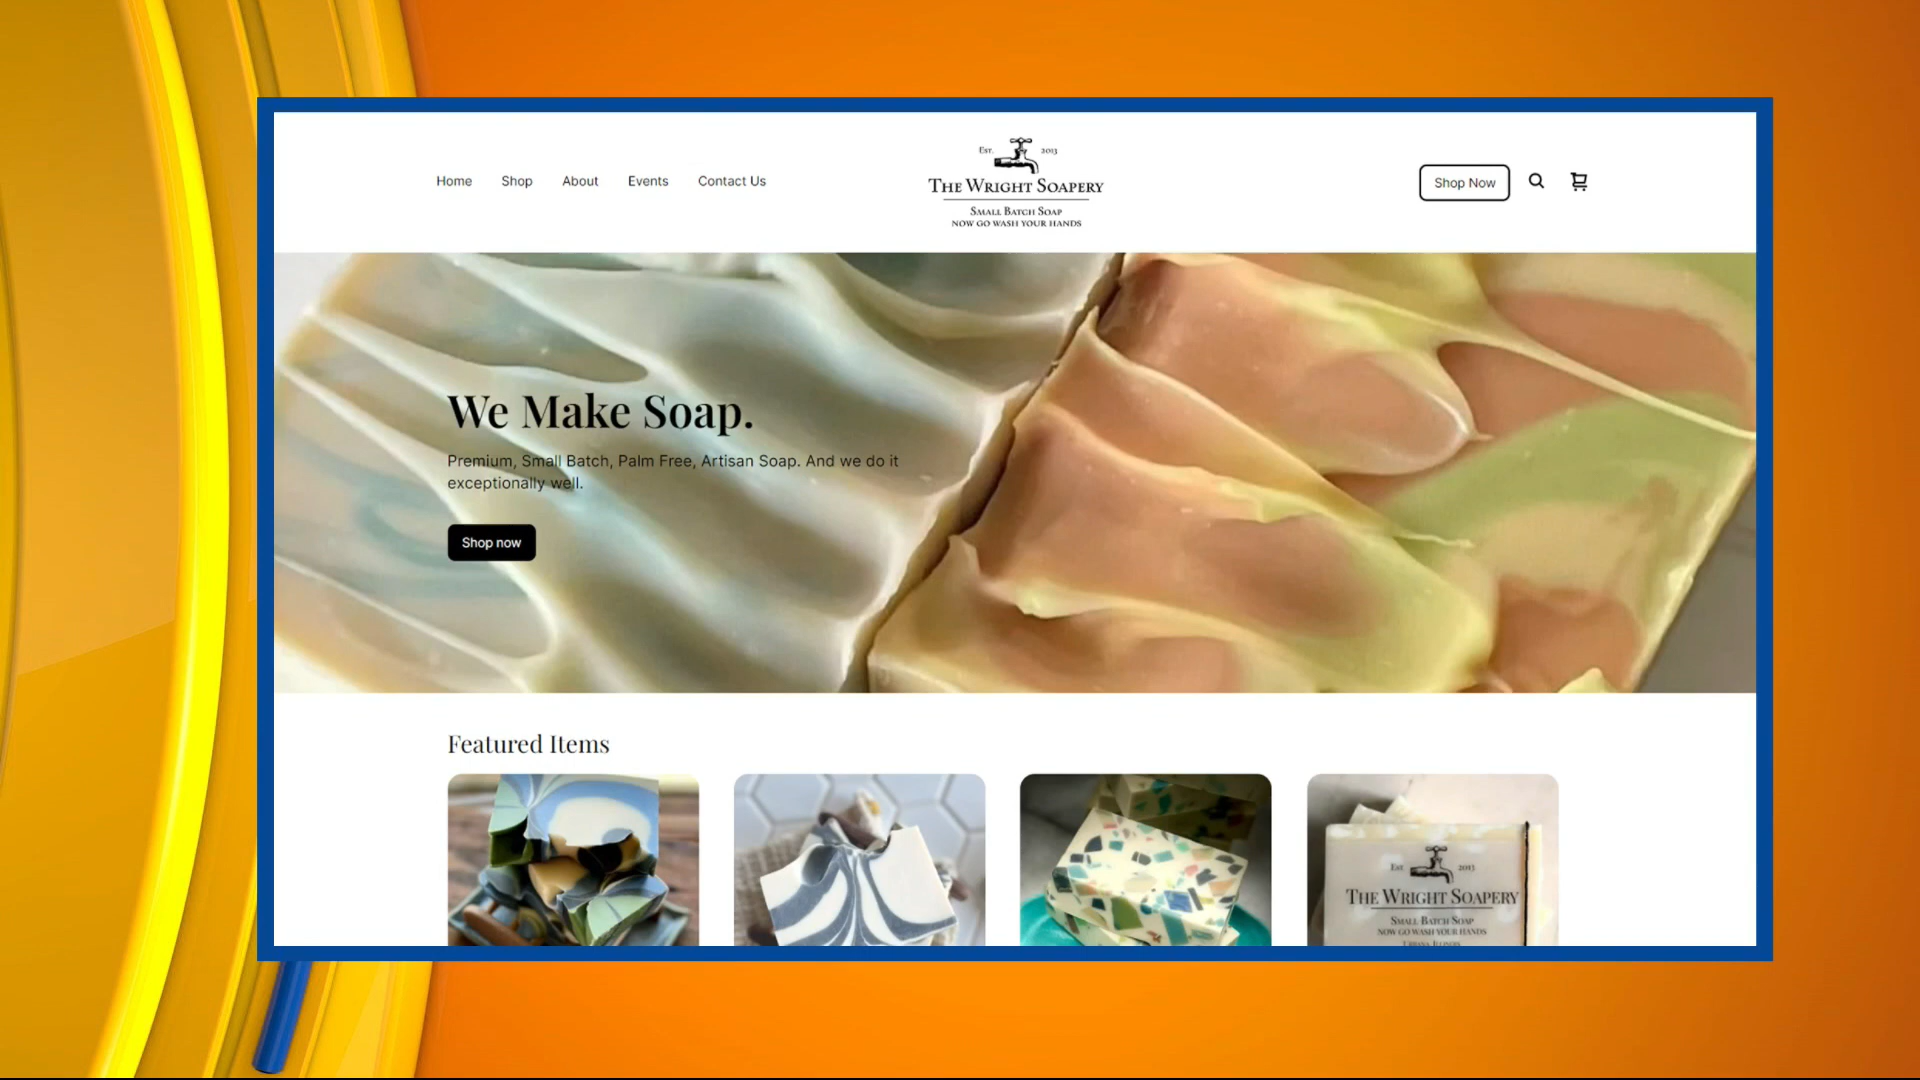 Home Shop About Events Contact Us
Est. 2013
The Wright Soapery
Small Batch Soap
now go wash your hands
Shop Now
We Make Soap.
Premium, Small Batch, Palm Free, Artisan Soap. And we do it
exceptionally well.
Shop now
Featured Items
Est 2013
The Wright Soapery
Small Batch Soap
now go wash your hands
Urbana, Illinois